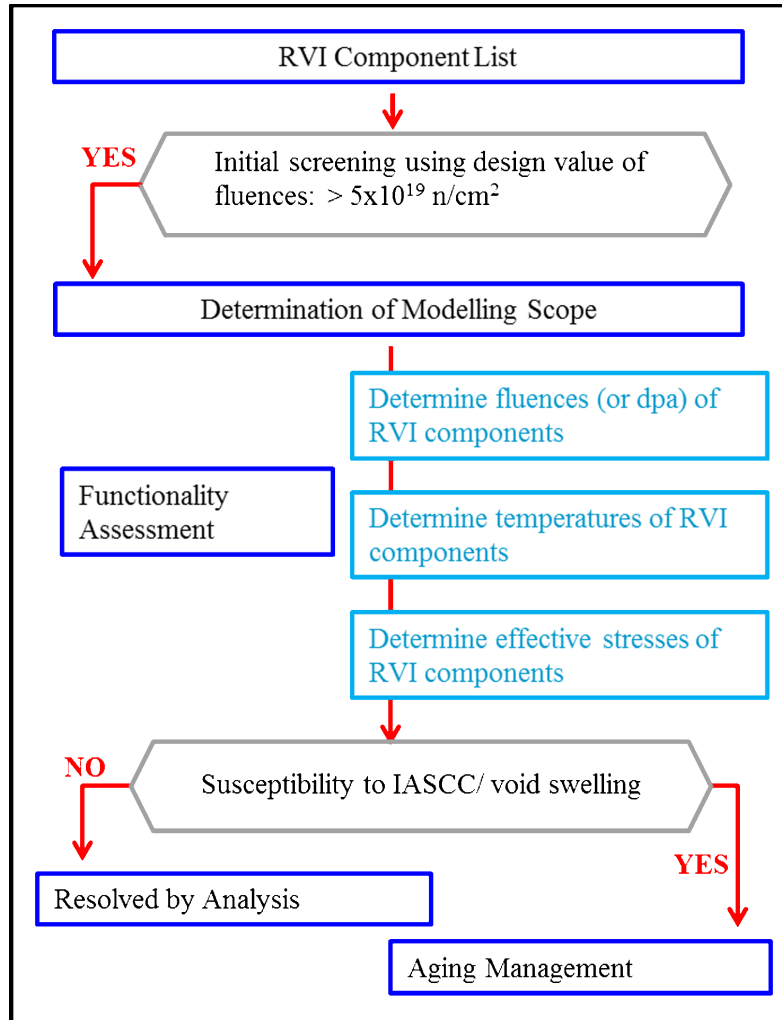 RVI Component List
YES
Initial screening using design value of
fluences: > 5x10¹⁹ n/cm²
Determination of Modelling Scope
Determine fluences (or dpa) of
RVI components
Functionality
Assessment
Determine temperatures of RVI
components
Determine effective stresses of
RVI components
NO
Susceptibility to IASCC/ void swelling
YES
Resolved by Analysis
Aging Management